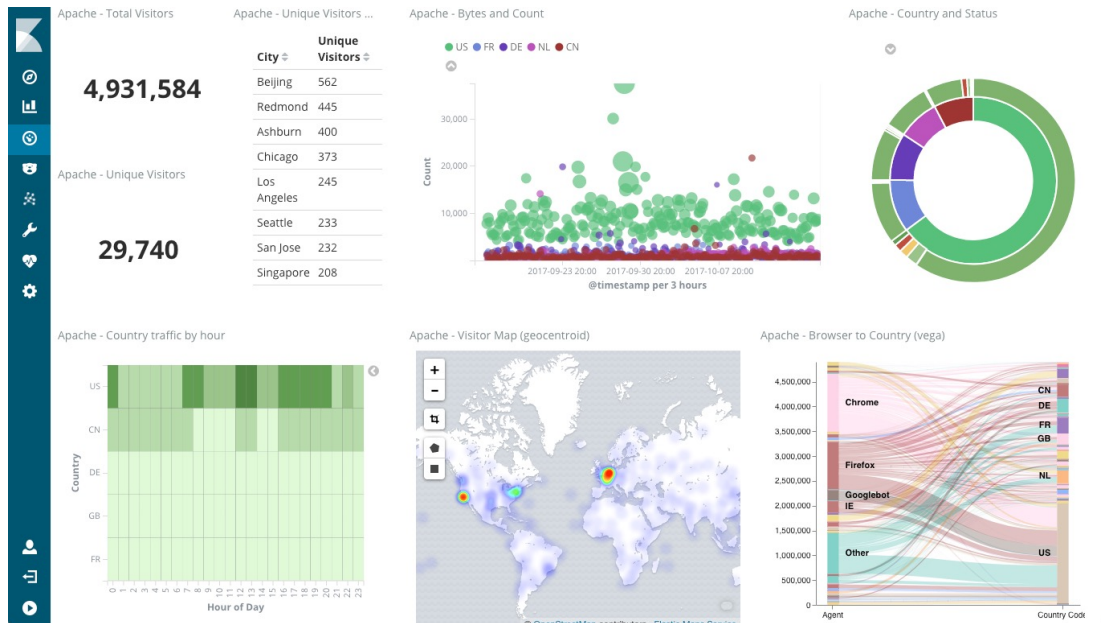 Apache - Total Visitors
4,931,584
Apache - Unique Visitors
29,740
Apache - Unique Visitors ...
City
Unique
Visitors
Beijing 562
Redmond 445
Ashburn 400
Chicago 373
Los
Angeles 245
Seattle 233
San Jose 232
Singapore 208
Apache - Bytes and Count
US FR DE NL CN
Count
30,000
20,000
10,000
2017-09-23 20:00 2017-09-30 20:00 2017-10-07 20:00
@timestamp per 3 hours
Apache - Country and Status
Apache - Country traffic by hour
Country
US
CN
DE
GB
FR
0 1 2 3 4 5 6 7 8 9 10 11 12 13 14 15 16 17 18 19 20 21 22 23
Hour of Day
Apache - Visitor Map (geocentroid)
+
−
Apache - Browser to Country (vega)
4,500,000
4,000,000
3,500,000
3,000,000
2,500,000
2,000,000
1,500,000
1,000,000
500,000
0
Chrome
Firefox
Googlebot
IE
Other
CN
DE
FR
GB
NL
US
Agent
Country Code